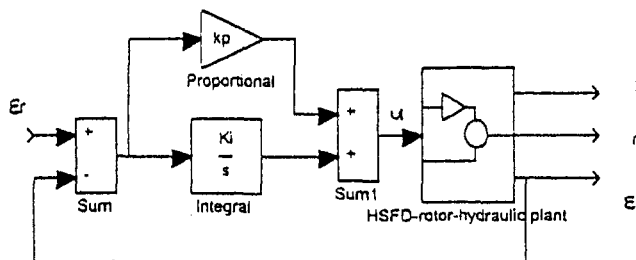 kp
Proportional
εr
+
-
Sum
Ki
s
Integral
+
+
Sum1
u
HSFD-rotor-hydraulic plant
ε